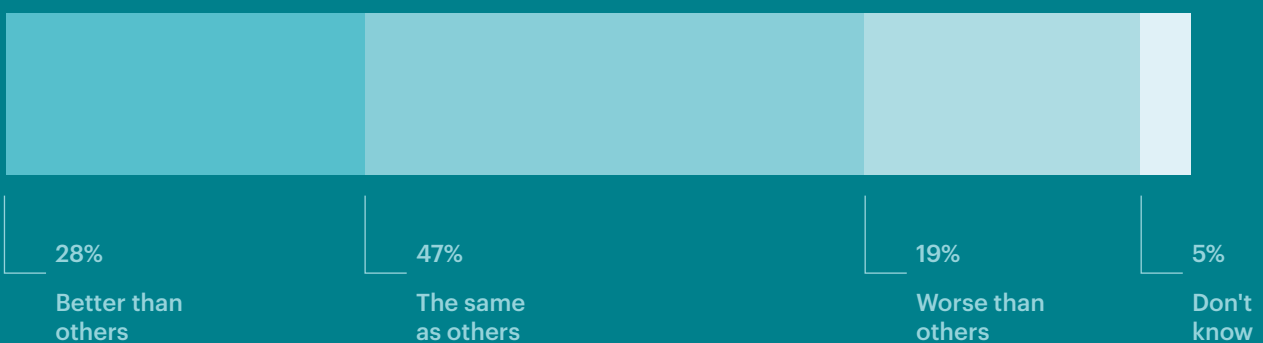 28%
Better than
others
47%
The same
as others
19%
Worse than
others
5%
Don't
know